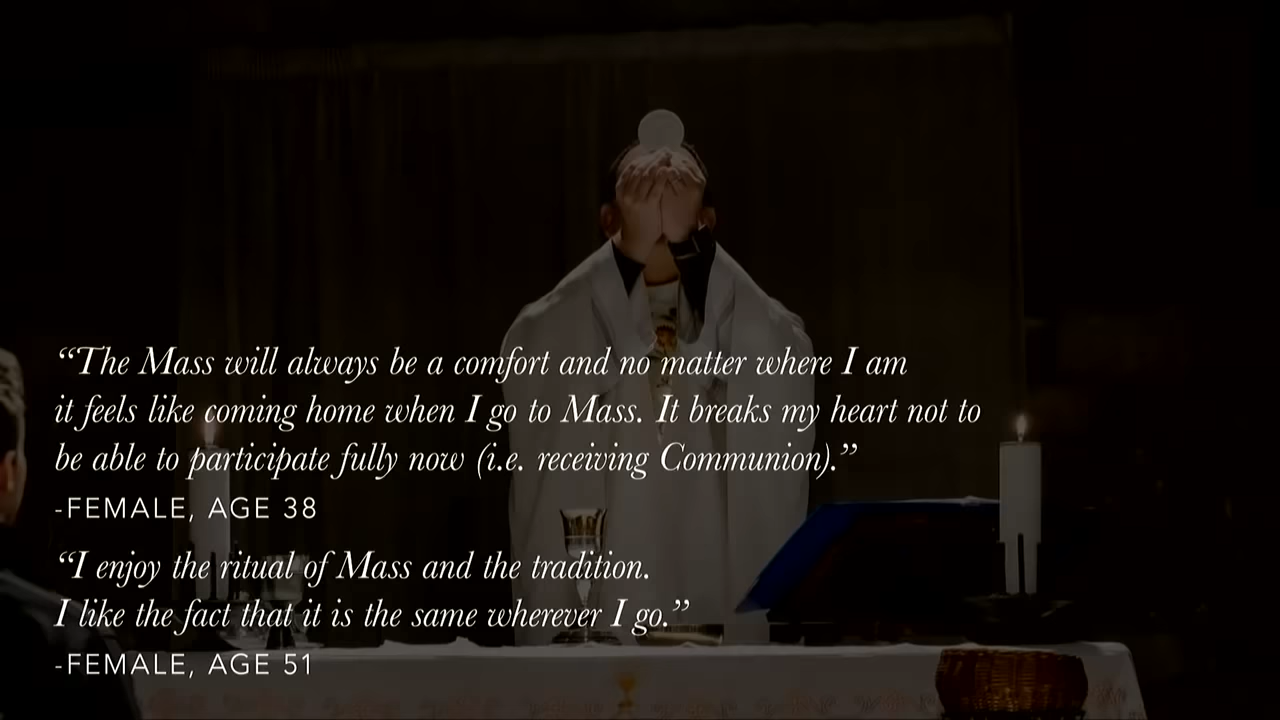 “The Mass will always be a comfort and no matter where I am
it feels like coming home when I go to Mass. It breaks my heart not to
be able to participate fully now (i.e. receiving Communion).”
-FEMALE, AGE 38
“I enjoy the ritual of Mass and the tradition.
I like the fact that it is the same wherever I go.”
-FEMALE, AGE 51